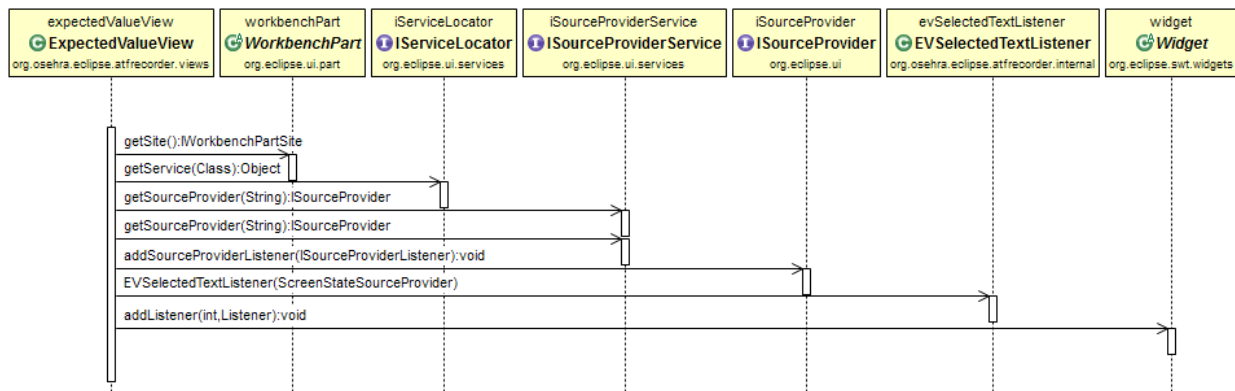 expectedValueView
ExpectedValueView
org.osehra.eclipse.atfrecorder.views
workbenchPart
WorkbenchPart
org.eclipse.ui.part
iServiceLocator
IServiceLocator
org.eclipse.ui.services
iSourceProviderService
ISourceProviderService
org.eclipse.ui.services
iSourceProvider
ISourceProvider
org.eclipse.ui
evSelectedTextListener
EVSelectedTextListener
org.osehra.eclipse.atfrecorder.internal
widget
Widget
org.eclipse.swt.widgets
getSite():IWorkbenchPartSite
getService(Class):Object
getSourceProvider(String):ISourceProvider
getSourceProvider(String):ISourceProvider
addSourceProviderListener(ISourceProviderListener):void
EVSelectedTextListener(ScreenStateSourceProvider)
addListener(int,Listener):void